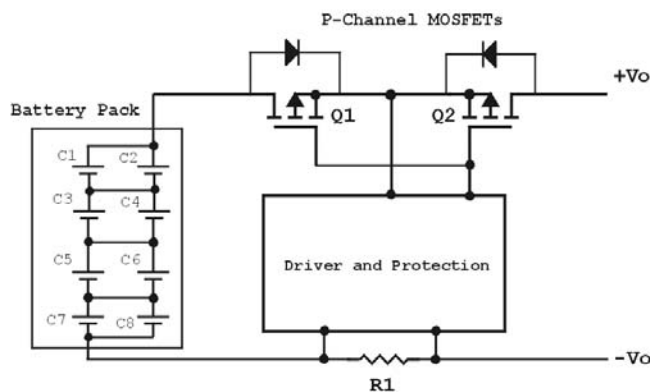 P-Channel MOSFETs
+Vo
Battery Pack
Q1
Q2
C1
C2
C3
C4
C5
C6
C7
C8
Driver and Protection
-Vo
R1